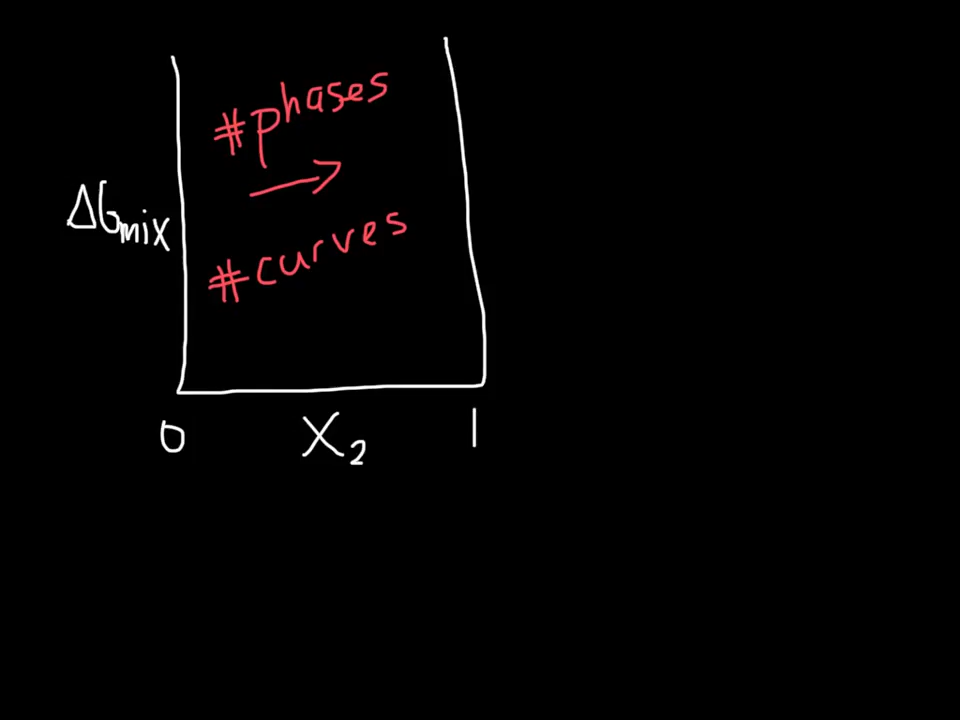 #phases
→
ΔGmix
#curves
0 X₂ 1